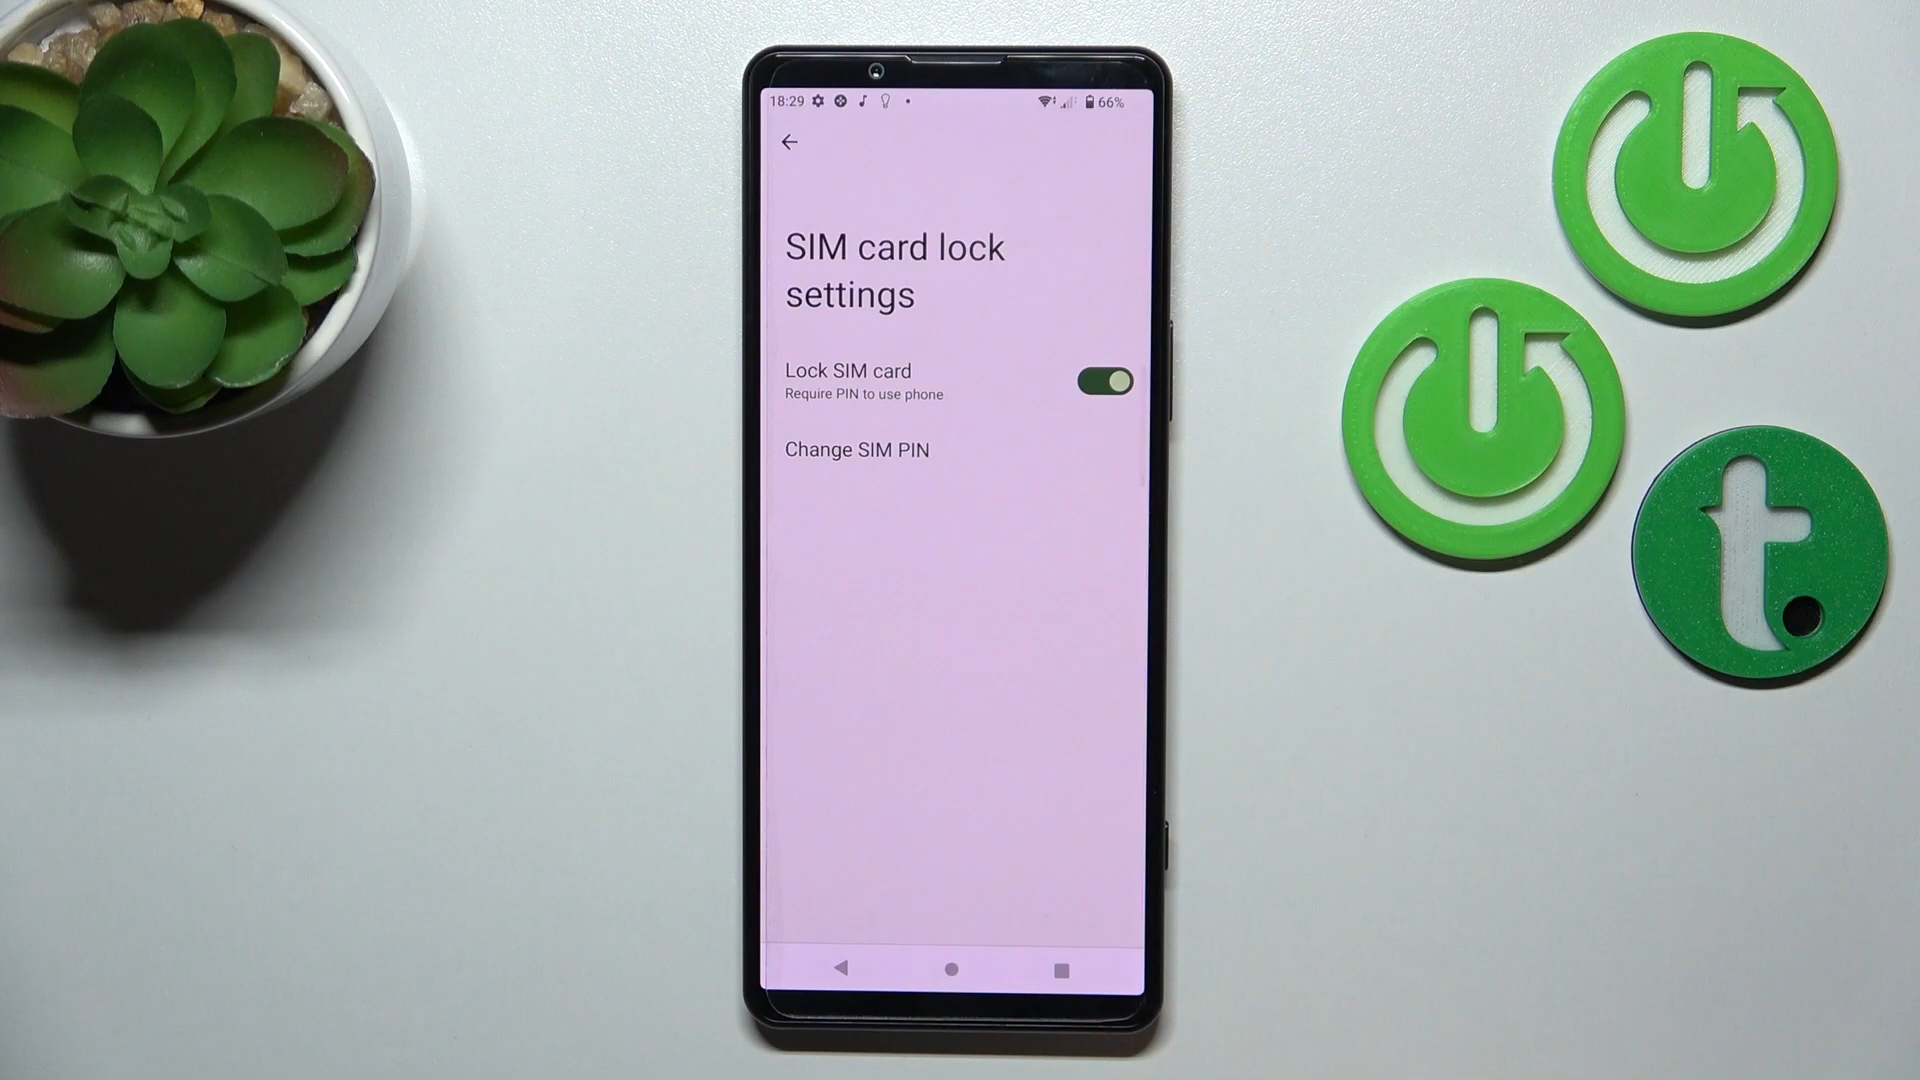 18:29 66%
SIM card lock
settings
Lock SIM card
Require PIN to use phone
Change SIM PIN
t.